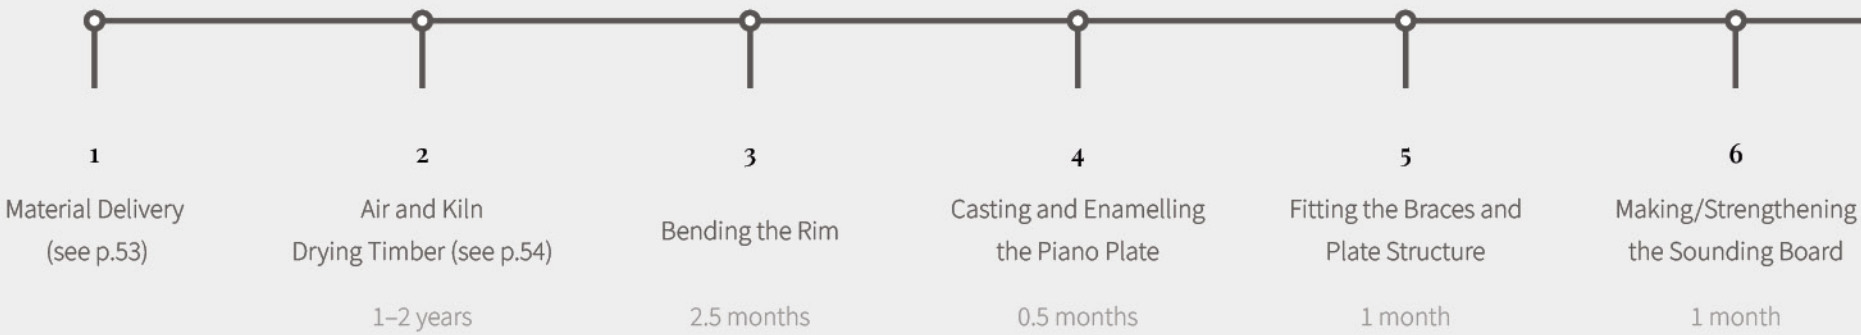 1
Material Delivery
(see p.53)
2
Air and Kiln
Drying Timber (see p.54)
1–2 years
3
Bending the Rim
2.5 months
4
Casting and Enamelling
the Piano Plate
0.5 months
5
Fitting the Braces and
Plate Structure
1 month
6
Making/Strengthening
the Sounding Board
1 month